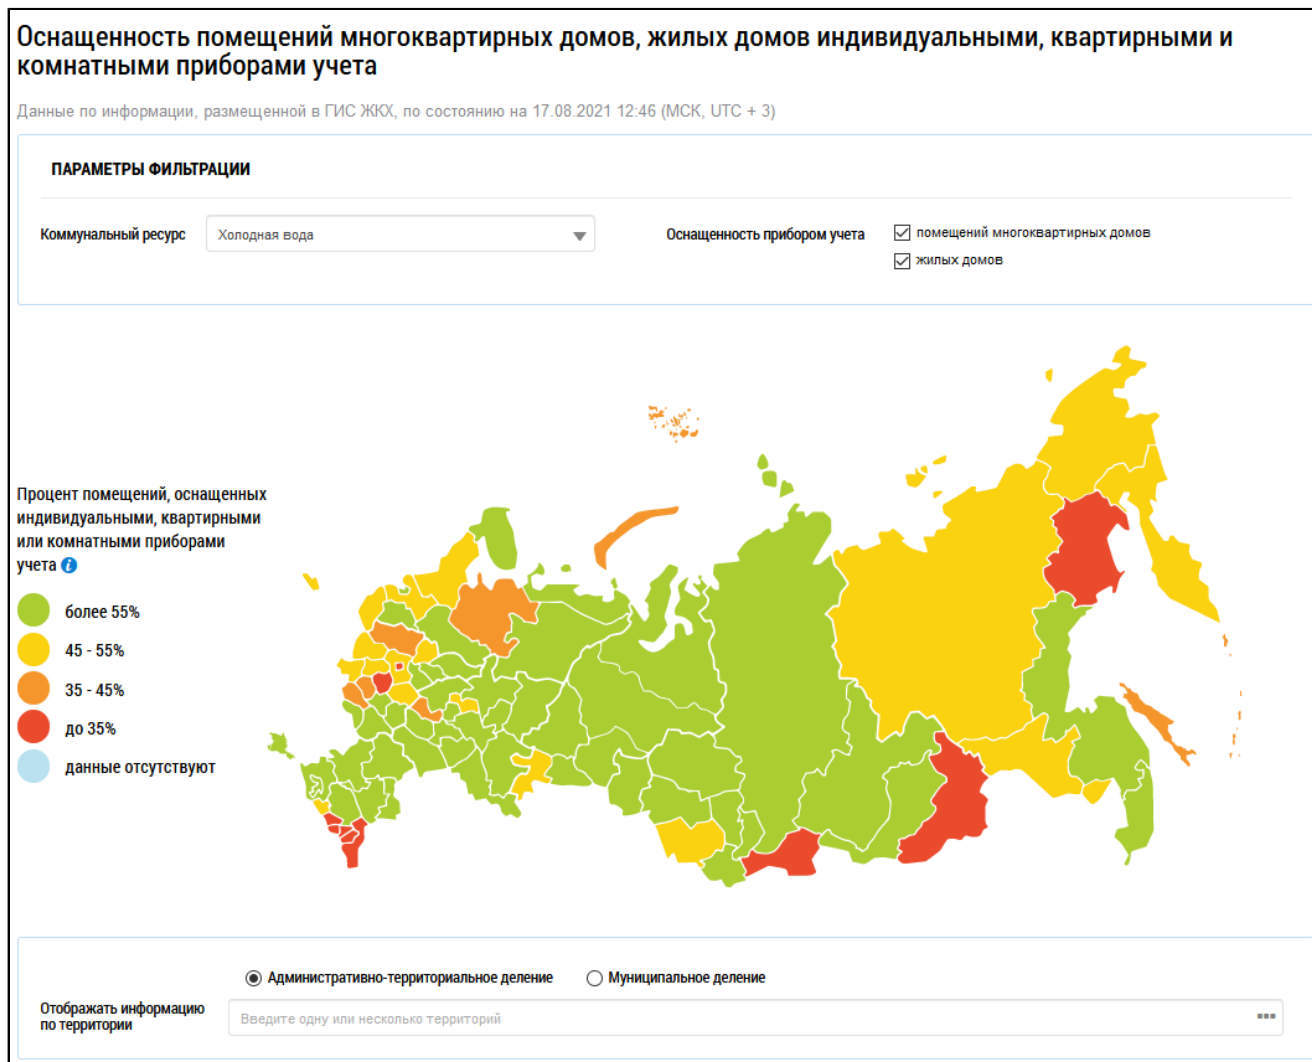 Оснащенность помещений многоквартирных домов, жилых домов индивидуальными, квартирными и
комнатными приборами учета
Данные по информации, размещенной в ГИС ЖКХ, по состоянию на 17.08.2021 12:46 (МСК, UTC + 3)
ПАРАМЕТРЫ ФИЛЬТРАЦИИ
Коммунальный ресурс
Холодная вода
Оснащенность прибором учета
помещений многоквартирных домов
жилых домов
Процент помещений, оснащенных
индивидуальными, квартирными
или комнатными приборами
учета i
более 55%
45 - 55%
35 - 45%
до 35%
данные отсутствуют
Административно-территориальное деление
Муниципальное деление
Отображать информацию
по территории
Введите одну или несколько территорий